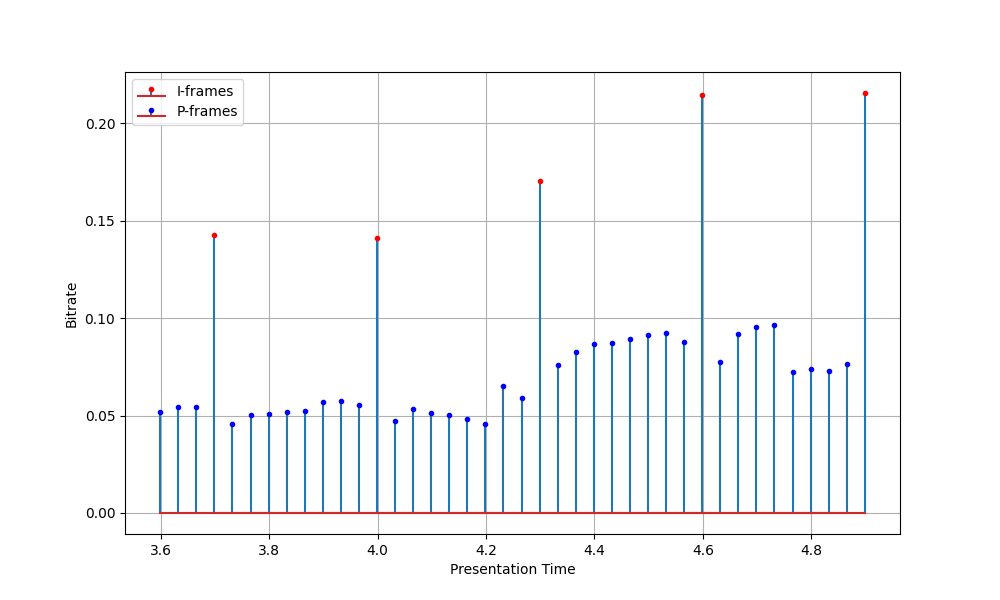 I-frames
P-frames
0.20
0.15
0.10
0.05
0.00
Bitrate
3.6 3.8 4.0 4.2 4.4 4.6 4.8
Presentation Time